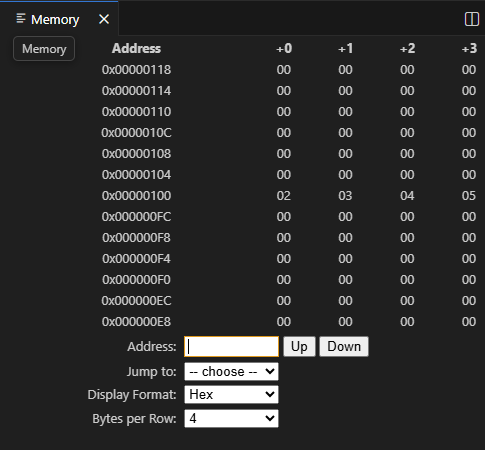 Memory
Memory
Address +0 +1 +2 +3
0x00000118 00 00 00 00
0x00000114 00 00 00 00
0x00000110 00 00 00 00
0x0000010C 00 00 00 00
0x00000108 00 00 00 00
0x00000104 00 00 00 00
0x00000100 02 03 04 05
0x000000FC 00 00 00 00
0x000000F8 00 00 00 00
0x000000F4 00 00 00 00
0x000000F0 00 00 00 00
0x000000EC 00 00 00 00
0x000000E8 00 00 00 00
Address: Up Down
Jump to: -- choose --
Display Format: Hex
Bytes per Row: 4